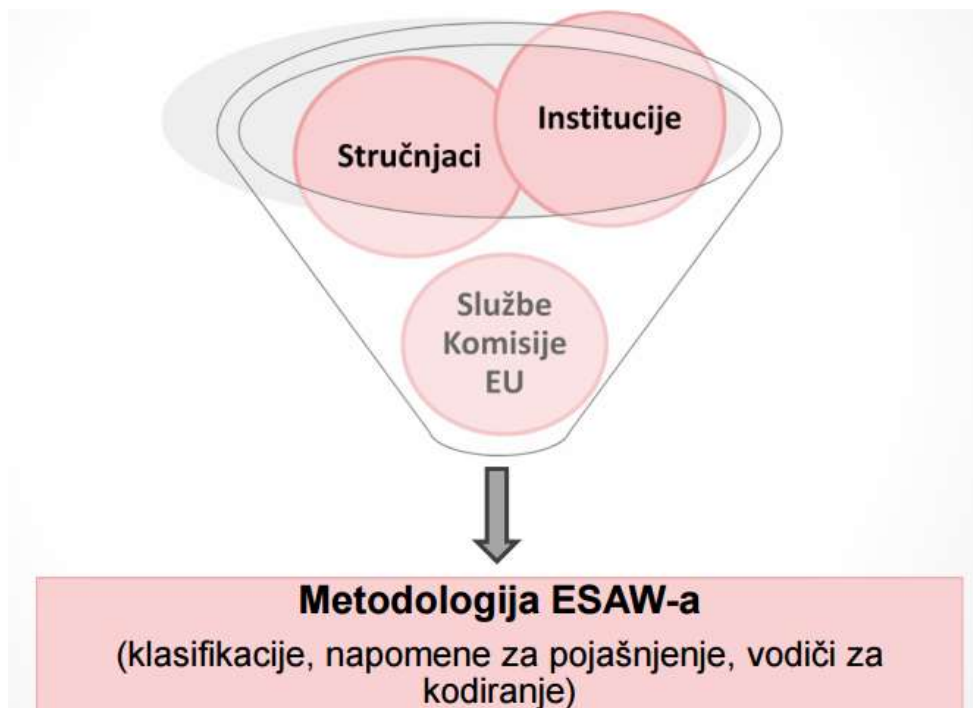 Institucije
Stručnjaci
Službe
Komisije
EU
Metodologija ESAW-a
(klasifikacije, napomene za pojašnjenje, vodiči za
kodiranje)